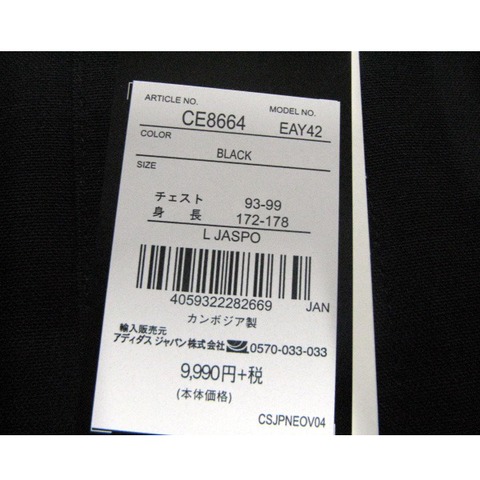 ARTICLE NO. MODEL NO.
CE8664 EAY42
COLOR
BLACK
SIZE
チェスト 93-99
身長 172-178
L JASPO
4059322282669 JAN
カンボジア製
輸入販売元
アディダス ジャパン株式会社 0570-033-033
9,990円+税
(本体価格)
CSJPNEOV04